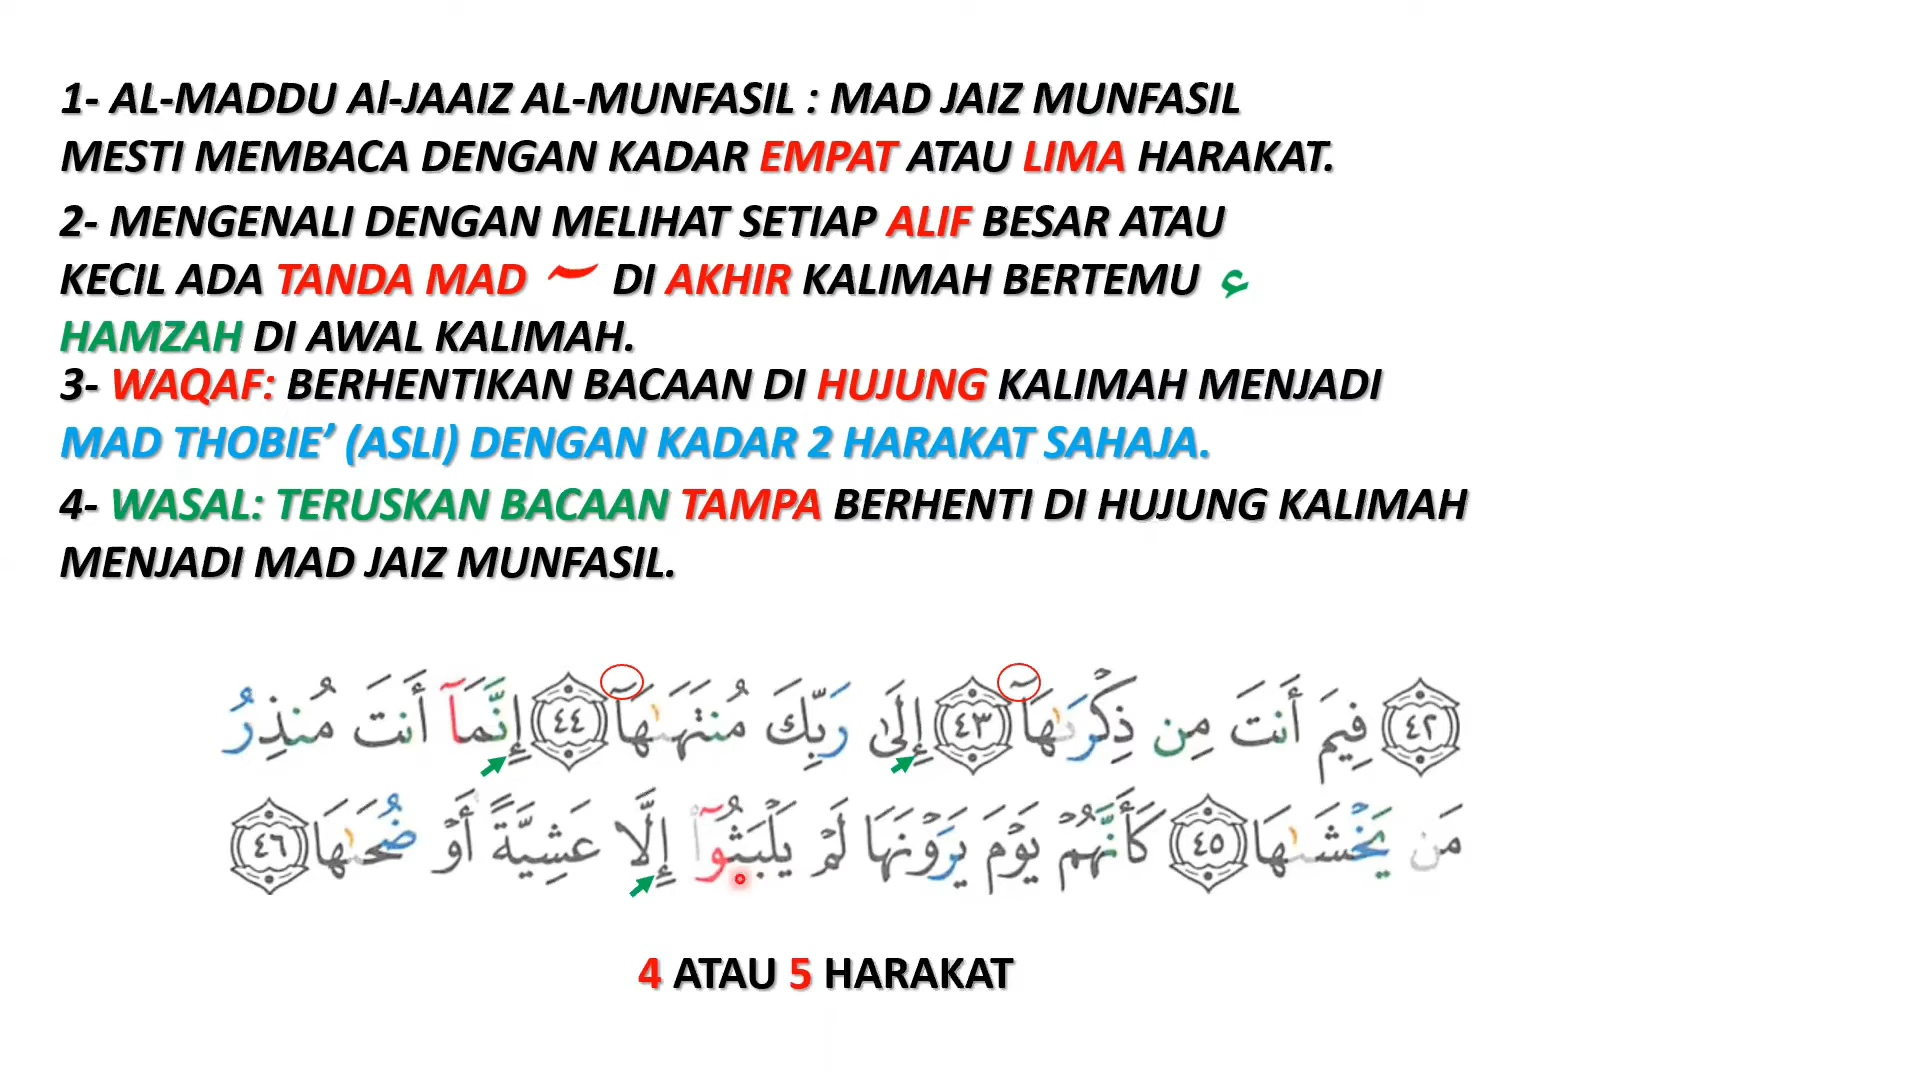 1- AL-MADDU Al-JAAIZ AL-MUNFASIL : MAD JAIZ MUNFASIL
MESTI MEMBACA DENGAN KADAR EMPAT ATAU LIMA HARAKAT.
2- MENGENALI DENGAN MELIHAT SETIAP ALIF BESAR ATAU
KECIL ADA TANDA MAD ~ DI AKHIR KALIMAH BERTEMU ء
HAMZAH DI AWAL KALIMAH.
3- WAQAF: BERHENTIKAN BACAAN DI HUJUNG KALIMAH MENJADI
MAD THOBIE’ (ASLI) DENGAN KADAR 2 HARAKAT SAHAJA.
4- WASAL: TERUSKAN BACAAN TAMPA BERHENTI DI HUJUNG KALIMAH
MENJADI MAD JAIZ MUNFASIL.
٤٢ فِيمَ أَنتَ مِن ذِكْرَىٰهَآ ٤٣ إِلَىٰ رَبِّكَ مُنتَهَىٰهَآ ٤٤ إِنَّمَآ أَنتَ مُنذِرُ
مَن يَخْشَىٰهَا ٤٥ كَأَنَّهُمْ يَوْمَ يَرَوْنَهَا لَمْ يَلْبَثُوٓا۟ إِلَّا عَشِيَّةً أَوْ ضُحَىٰهَا ٤٦
4 ATAU 5 HARAKAT